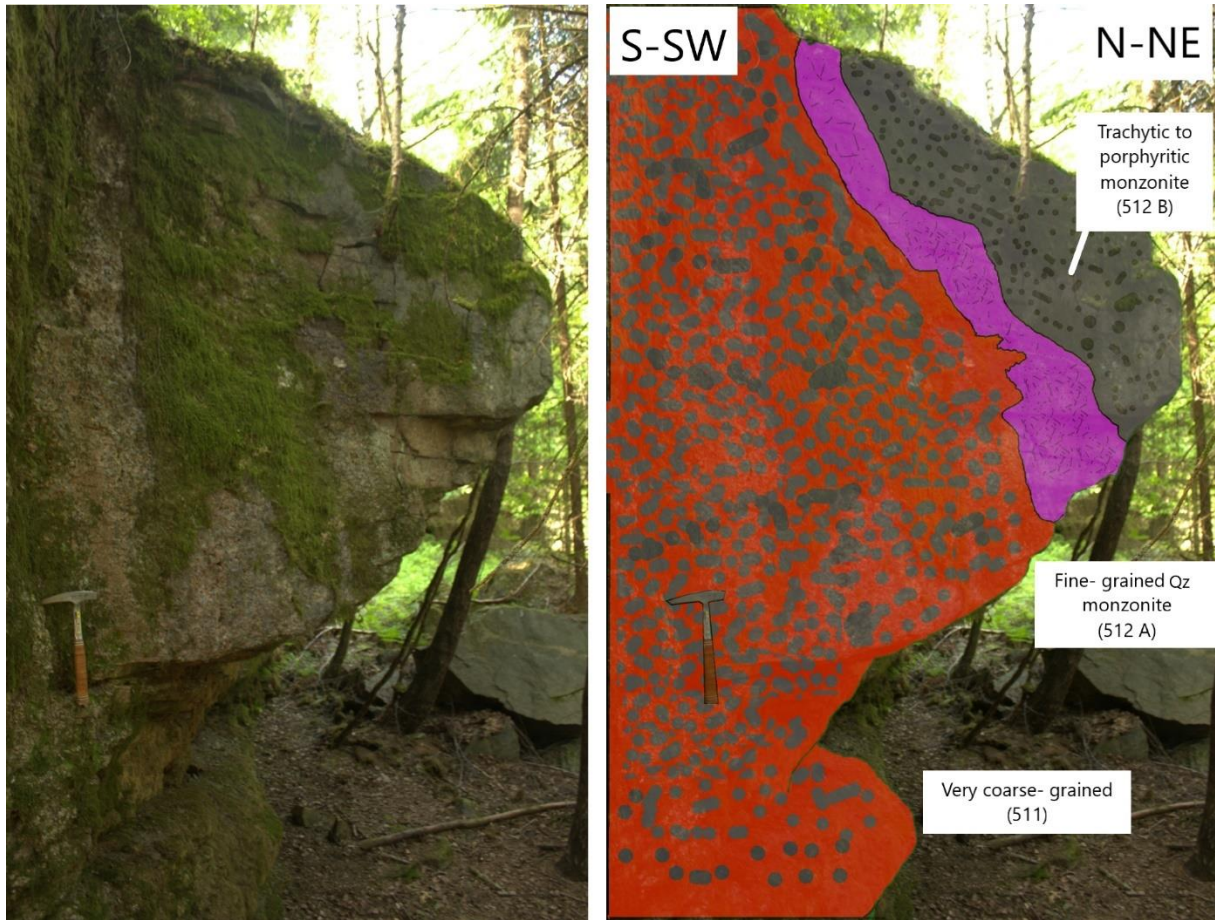 S-SW
N-NE
Trachytic to
porphyritic
monzonite
(512 B)
Fine- grained Qz
monzonite
(512 A)
Very coarse- grained
(511)